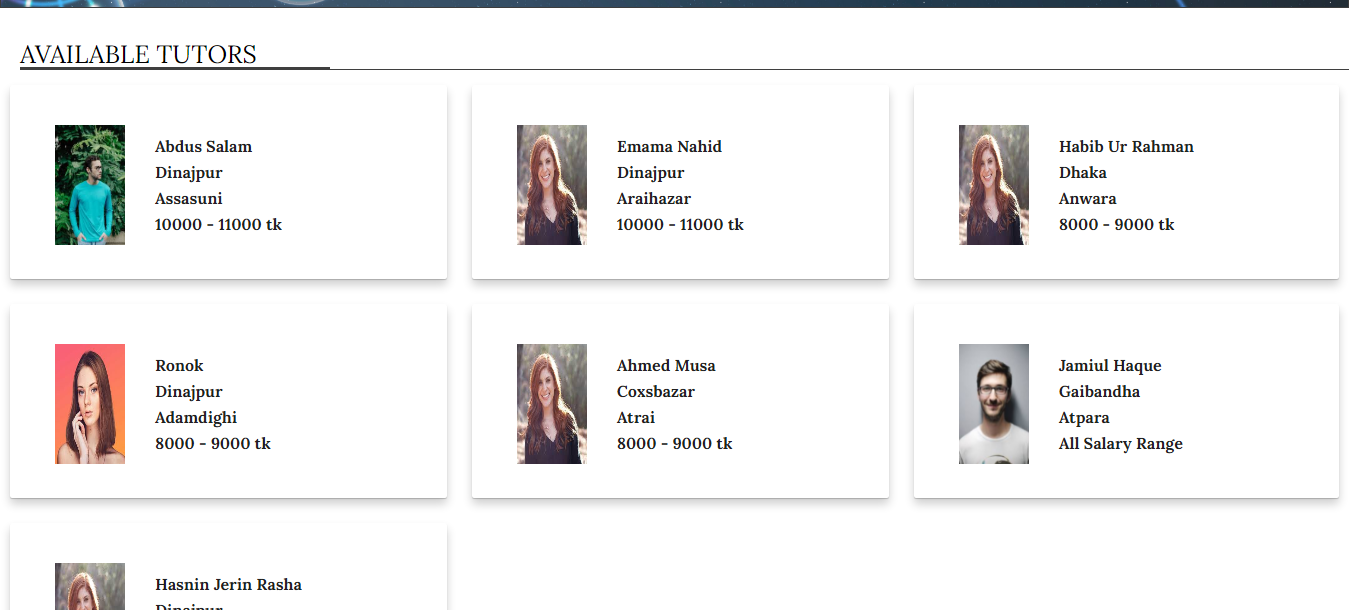 AVAILABLE TUTORS
Abdus Salam
Dinajpur
Assasuni
10000 - 11000 tk
Emama Nahid
Dinajpur
Araihazar
10000 - 11000 tk
Habib Ur Rahman
Dhaka
Anwara
8000 - 9000 tk
Ronok
Dinajpur
Adamdighi
8000 - 9000 tk
Ahmed Musa
Coxsbazar
Atrai
8000 - 9000 tk
Jamiul Haque
Gaibandha
Atpara
All Salary Range
Hasnin Jerin Rasha
Dinajpur